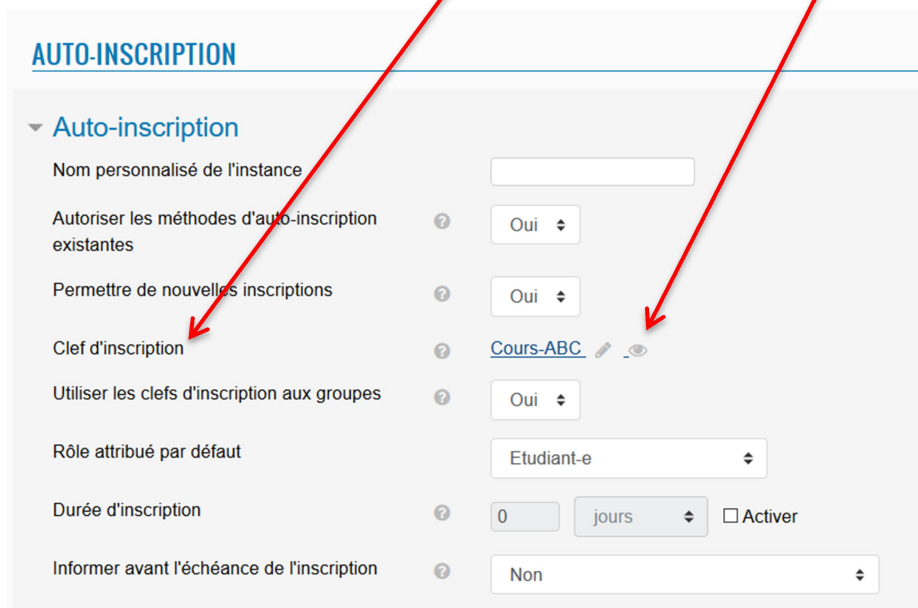 AUTO-INSCRIPTION
Auto-inscription
Nom personnalisé de l'instance
Autoriser les méthodes d'auto-inscription
existantes
? Oui
Permettre de nouvelles inscriptions ? Oui
Clef d'inscription ? Cours-ABC
Utiliser les clefs d'inscription aux groupes ? Oui
Rôle attribué par défaut Etudiant-e
Durée d'inscription ? 0 jours Activer
Informer avant l'échéance de l'inscription ? Non